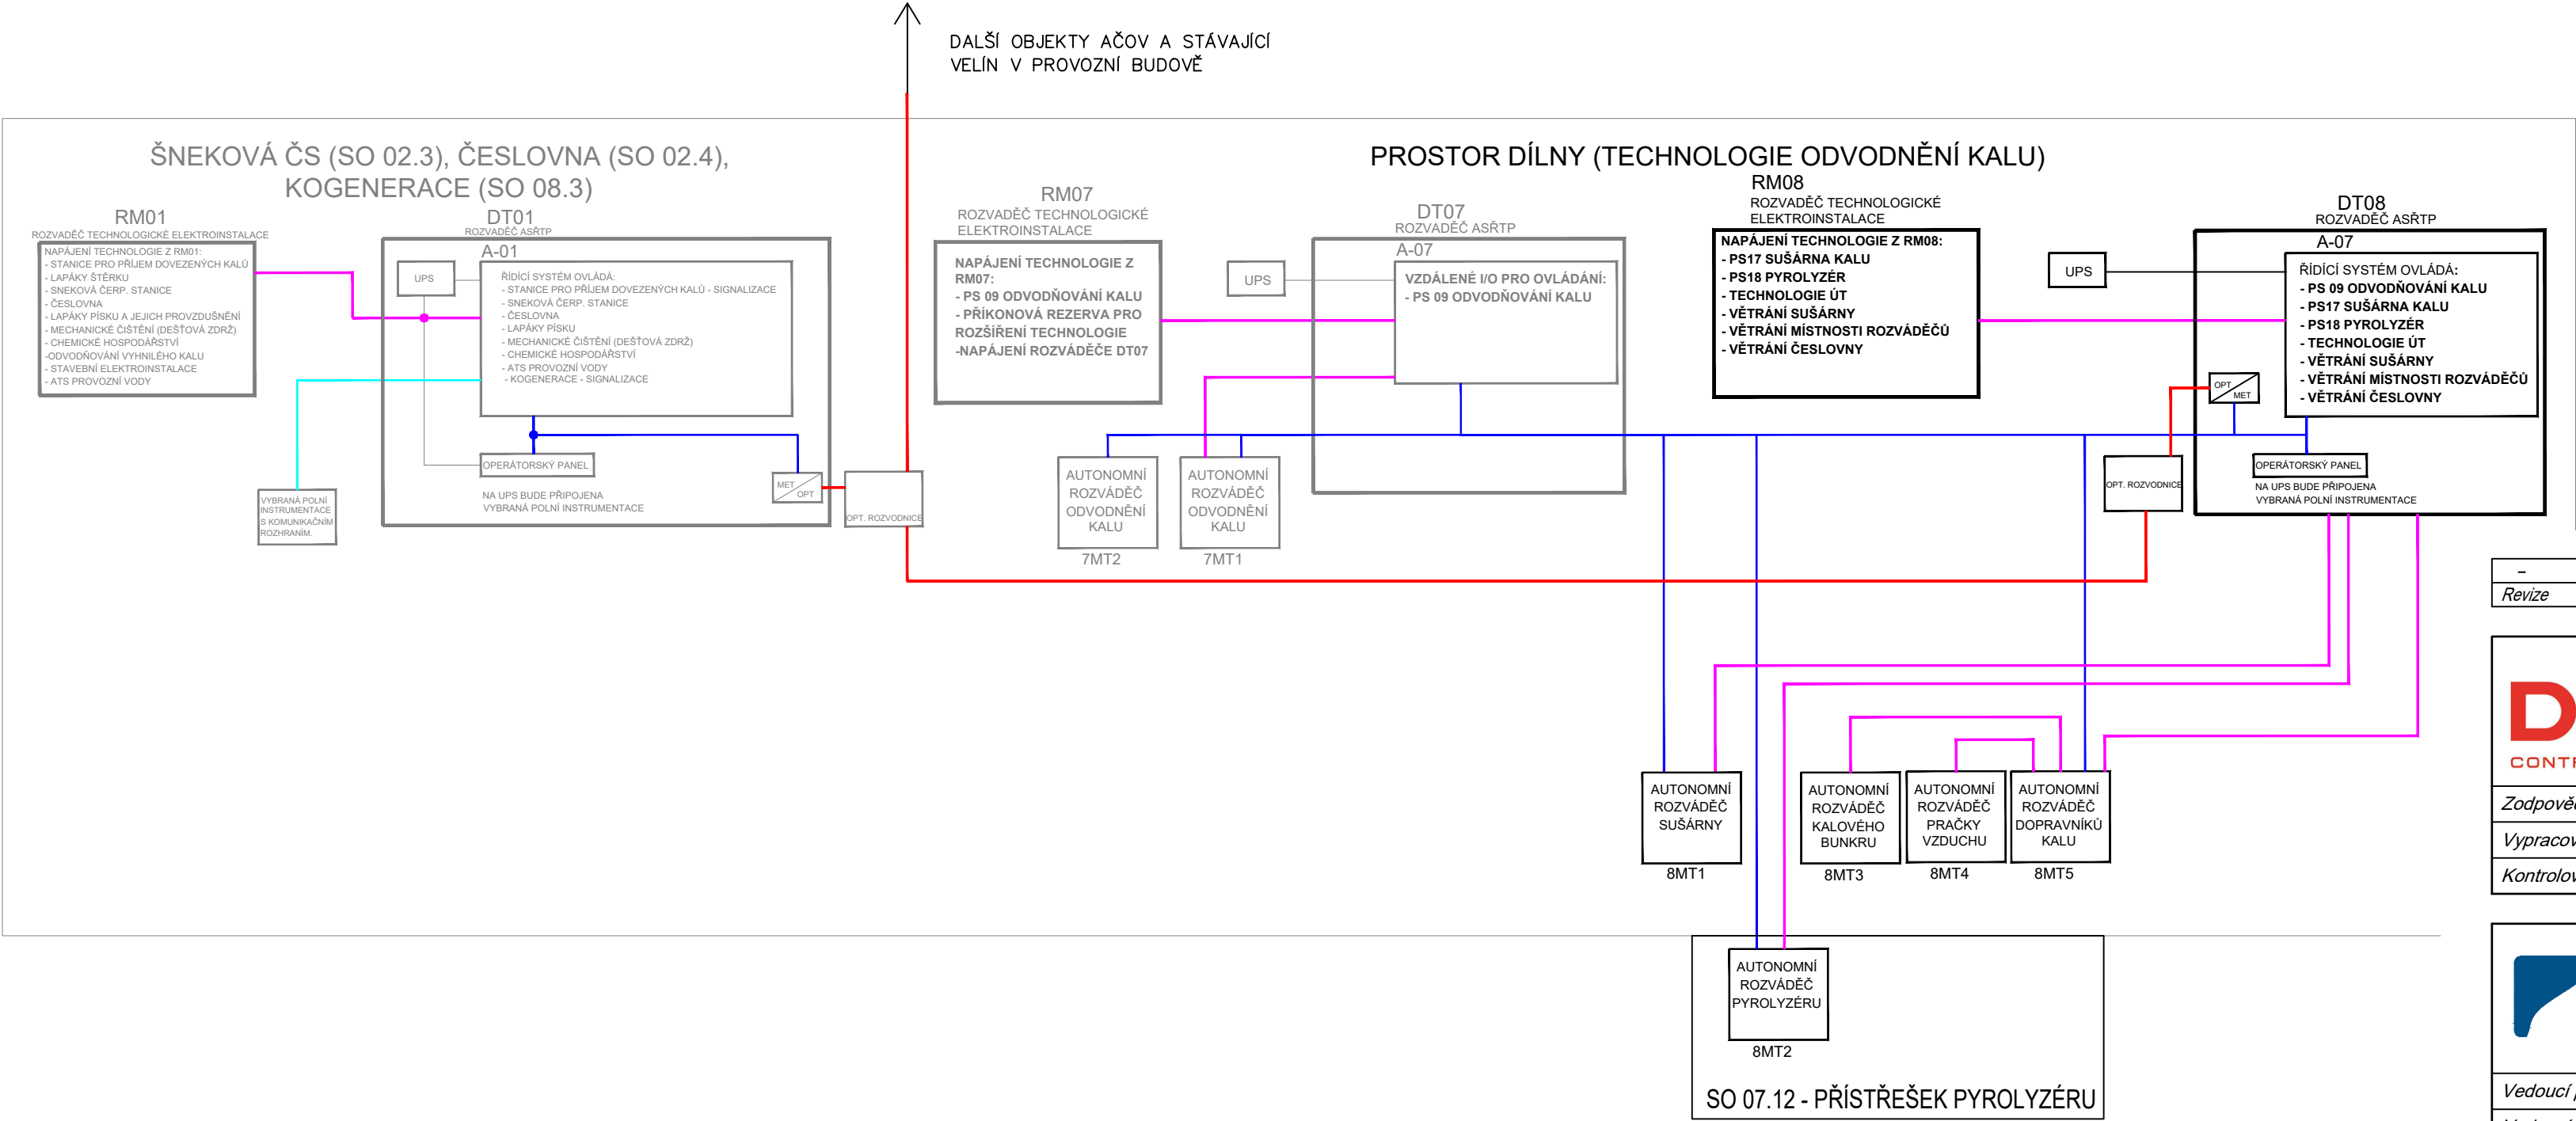 DALŠÍ OBJEKTY AČOV A STÁVAJÍCÍ
VELÍN V PROVOZNÍ BUDOVĚ
ŠNEKOVÁ ČS (SO 02.3), ČESLOVNA (SO 02.4),
KOGENERACE (SO 08.3)
RM01
ROZVADĚČ TECHNOLOGICKÉ ELEKTROINSTALACE
NAPÁJENÍ TECHNOLOGIE Z RM01:
- STANICE PRO PŘÍJEM DOVEZENÝCH KALŮ
- LAPÁKY ŠTĚRKU
- SNEKOVÁ ČERP. STANICE
- ČESLOVNA
- LAPÁKY PÍSKU A JEJICH PROVZDUŠNĚNÍ
- MECHANICKÉ ČIŠTĚNÍ (DEŠŤOVÁ ZDRŽ)
- CHEMICKÉ HOSPODÁŘSTVÍ
-ODVODŇOVÁNÍ VYHNILÉHO KALU
- STAVEBNÍ ELEKTROINSTALACE
- ATS PROVOZNÍ VODY
DT01
ROZVADĚČ ASŘTP
A-01
UPS
ŘÍDÍCÍ SYSTÉM OVLÁDÁ:
- STANICE PRO PŘÍJEM DOVEZENÝCH KALŮ - SIGNALIZACE
- SNEKOVÁ ČERP. STANICE
- ČESLOVNA
- LAPÁKY PÍSKU
- MECHANICKÉ ČIŠTĚNÍ (DEŠŤOVÁ ZDRŽ)
- CHEMICKÉ HOSPODÁŘSTVÍ
- ATS PROVOZNÍ VODY
- KOGENERACE - SIGNALIZACE
OPERÁTORSKÝ PANEL
NA UPS BUDE PŘIPOJENA
VYBRANÁ POLNÍ INSTRUMENTACE
MET
OPT
OPT. ROZVODNICE
VYBRANÁ POLNÍ
INSTRUMENTACE
S KOMUNIKAČNÍM
ROZHRANÍM.
PROSTOR DÍLNY (TECHNOLOGIE ODVODNĚNÍ KALU)
RM07
ROZVADĚČ TECHNOLOGICKÉ
ELEKTROINSTALACE
NAPÁJENÍ TECHNOLOGIE Z
RM07:
- PS 09 ODVODŇOVÁNÍ KALU
- PŘÍKONOVÁ REZERVA PRO
ROZŠÍŘENÍ TECHNOLOGIE
-NAPÁJENÍ ROZVÁDĚČE DT07
UPS
DT07
ROZVADĚČ ASŘTP
A-07
VZDÁLENÉ I/O PRO OVLÁDÁNÍ:
- PS 09 ODVODŇOVÁNÍ KALU
AUTONOMNÍ
ROZVÁDĚČ
ODVODNĚNÍ
KALU
7MT2
AUTONOMNÍ
ROZVÁDĚČ
ODVODNĚNÍ
KALU
7MT1
RM08
ROZVADĚČ TECHNOLOGICKÉ
ELEKTROINSTALACE
NAPÁJENÍ TECHNOLOGIE Z RM08:
- PS17 SUŠÁRNA KALU
- PS18 PYROLYZÉR
- TECHNOLOGIE ÚT
- VĚTRÁNÍ SUŠÁRNY
- VĚTRÁNÍ MÍSTNOSTI ROZVÁDĚČŮ
- VĚTRÁNÍ ČESLOVNY
UPS
DT08
ROZVADĚČ ASŘTP
A-07
ŘÍDÍCÍ SYSTÉM OVLÁDÁ:
- PS 09 ODVODŇOVÁNÍ KALU
- PS17 SUŠÁRNA KALU
- PS18 PYROLYZÉR
- TECHNOLOGIE ÚT
- VĚTRÁNÍ SUŠÁRNY
- VĚTRÁNÍ MÍSTNOSTI ROZVÁDĚČŮ
- VĚTRÁNÍ ČESLOVNY
OPT
MET
OPERÁTORSKÝ PANEL
NA UPS BUDE PŘIPOJENA
VYBRANÁ POLNÍ INSTRUMENTACE
OPT. ROZVODNICE
AUTONOMNÍ
ROZVÁDĚČ
SUŠÁRNY
8MT1
AUTONOMNÍ
ROZVÁDĚČ
KALOVÉHO
BUNKRU
8MT3
AUTONOMNÍ
ROZVÁDĚČ
PRAČKY
VZDUCHU
8MT4
AUTONOMNÍ
ROZVÁDĚČ
DOPRAVNÍKŮ
KALU
8MT5
AUTONOMNÍ
ROZVÁDĚČ
PYROLYZÉRU
8MT2
SO 07.12 - PŘÍSTŘEŠEK PYROLYZÉRU
–
Revize
D
CONT
Zodpově
Vypracov
Kontrolov
Vedoucí